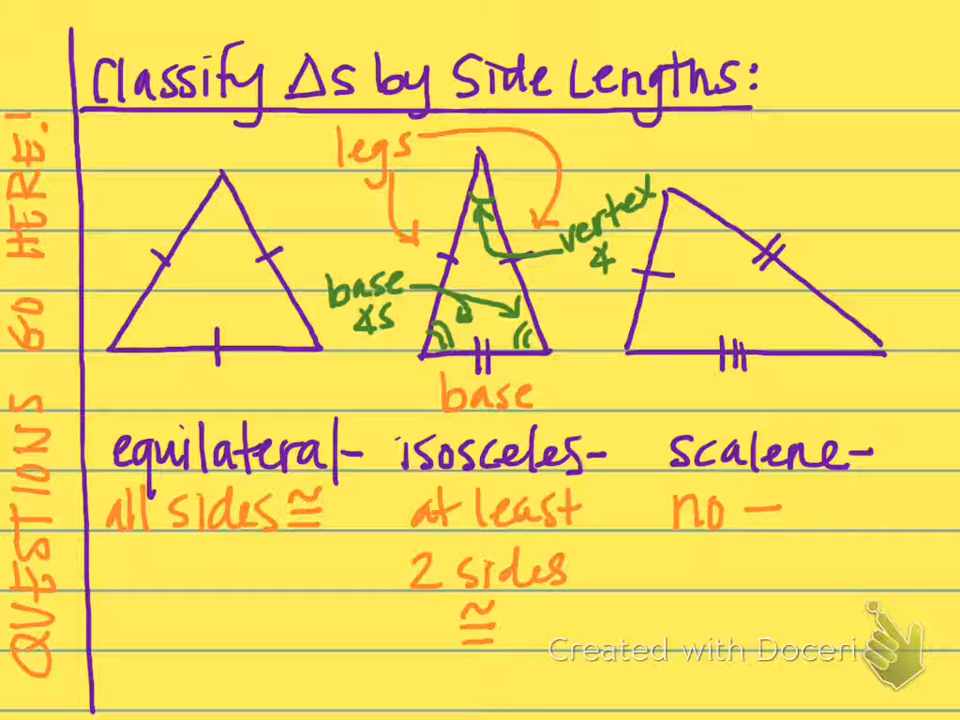 Classify Δs by Side Lengths:
QUESTIONS GO HERE!
legs
vertex
∡
base
∡s
base
equilateral-
all sides ≅
isosceles-
at least
2 sides
≅
scalene-
no -
Created with Doceri